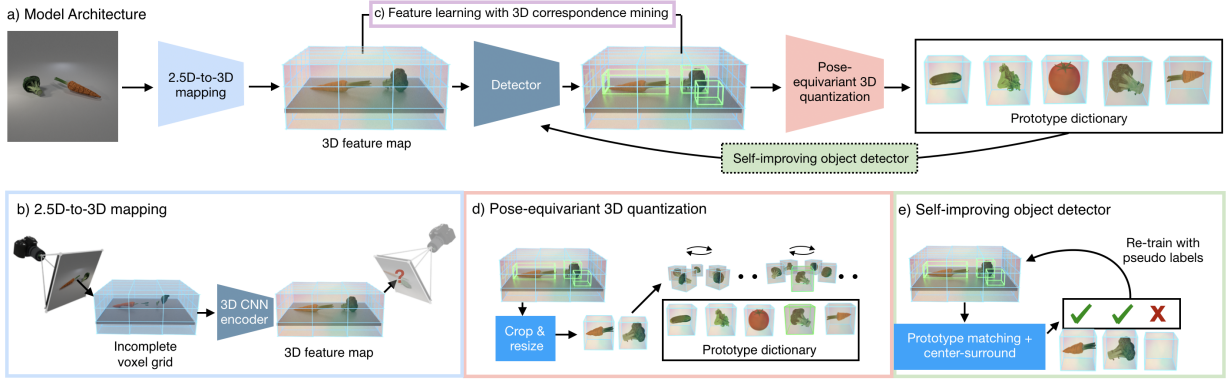 a) Model Architecture
c) Feature learning with 3D correspondence mining
2.5D-to-3D
mapping
3D feature map
Detector
Pose-
equivariant 3D
quantization
Prototype dictionary
Self-improving object detector
b) 2.5D-to-3D mapping
?
Incomplete
voxel grid
3D CNN
encoder
3D feature map
d) Pose-equivariant 3D quantization
Crop &
resize
Prototype dictionary
e) Self-improving object detector
Re-train with
pseudo labels
Prototype matching +
center-surround